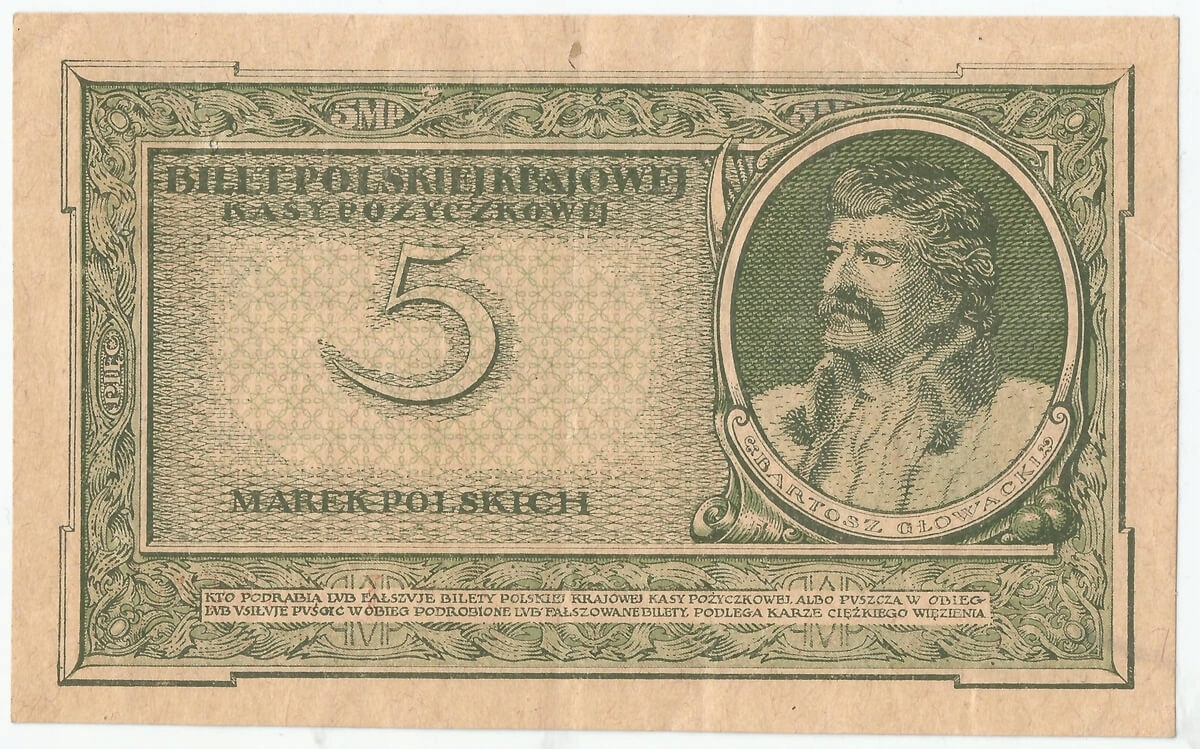 5MP
BILET POLSKIEJ KRAJOWEJ
KASY POŻYCZKOWEJ
5
PIĘĆ
MAREK POLSKICH
BARTOSZ GŁOWACKI
KTO PODRABIA LUB FAŁSZUJE BILETY POLSKIEJ KRAJOWEJ KASY POŻYCZKOWEJ ALBO PUSZCZA W OBIEG
LUB USIŁUJE PUŚCIĆ W OBIEG PODROBIONE LUB FAŁSZOWANE BILETY, PODLEGA KARZE CIĘŻKIEGO WIĘZIENIA